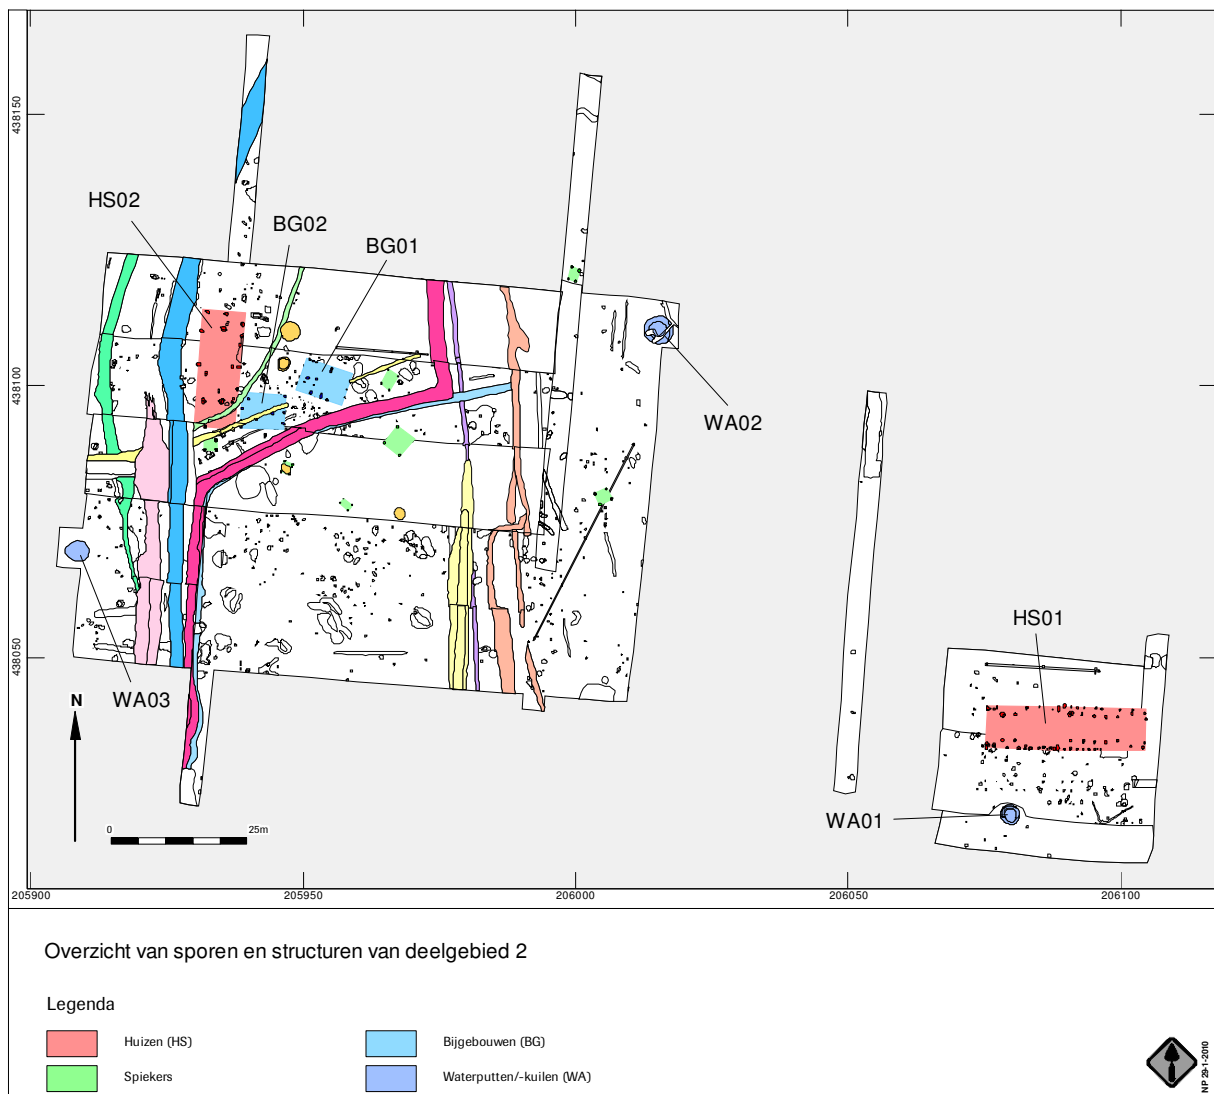 438150
HS02
BG02
BG01
438100
WA02
HS01
438050
WA03
N
0 25m
WA01
205900 205950 206000 206050 206100
Overzicht van sporen en structuren van deelgebied 2
Legenda
Huizen (HS) Bijgebouwen (BG)
Spiekers Waterputten/-kuilen (WA)
NP 29-1-2010